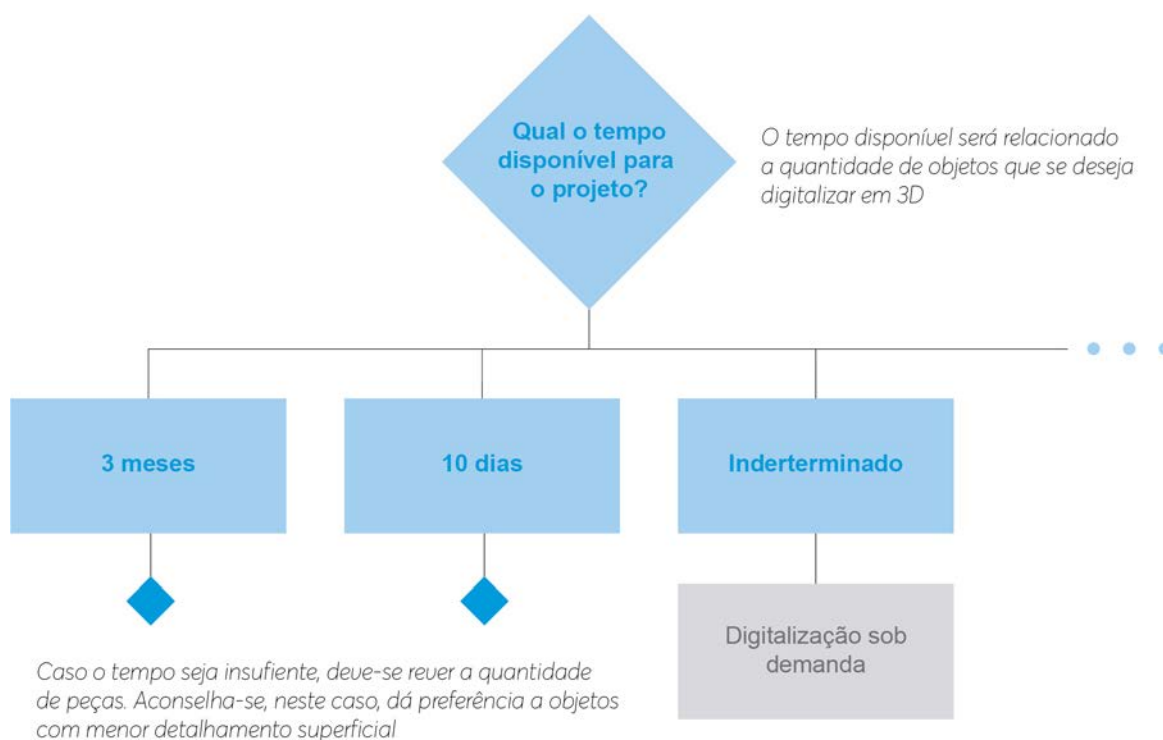 Qual o tempo
disponível para
o projeto?
O tempo disponível será relacionado
a quantidade de objetos que se deseja
digitalizar em 3D
3 meses
10 dias
Inderterminado
Digitalização sob
demanda
Caso o tempo seja insufiente, deve-se rever a quantidade
de peças. Aconselha-se, neste caso, dá preferência a objetos
com menor detalhamento superficial